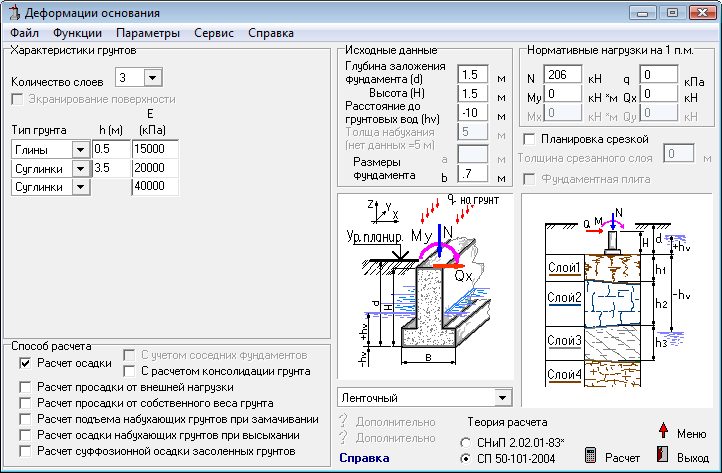 Деформации основания
Файл Функции Параметры Сервис Справка
Характеристики грунтов
Количество слоев 3
Экранирование поверхности
E
Тип грунта h (м) (кПа)
Глины 0.5 15000
Суглинки 3.5 20000
Суглинки 40000
Исходные данные
Глубина заложения
фундамента (d) 1.5 м
Высота (H) 1.5 м
Расстояние до
грунтовых вод (hv) -10 м
Толща набухания
(нет данных =5 м) 5 м
Размеры a м
фундамента b .7 м
Нормативные нагрузки на 1 п.м.
N 206 кН q 0 кПа
My 0 кН *м Qx 0 кН
Mx 0 кН *м Qy 0 кН
Планировка срезкой
Толщина срезанного слоя 0 м
Фундаментная плита
Z Y X
q на грунт
My N
Ур. планир.
Qx
d H
+hv
-hv
B
Q M N
H d +hv
Слой1 h1
Слой2 h2 -hv
Слой3 h3
Слой4
Способ расчета
Расчет осадки
С учетом соседних фундаментов
С расчетом консолидации грунта
Расчет просадки от внешней нагрузки
Расчет просадки от собственного веса грунта
Расчет подъема набухающих грунтов при замачивании
Расчет осадки набухающих грунтов при высыхании
Расчет суффозионной осадки засоленных грунтов
Ленточный
? Дополнительно
? Дополнительно
Справка
Теория расчета
СНиП 2.02.01-83*
СП 50-101-2004
Меню
Расчет
Выход